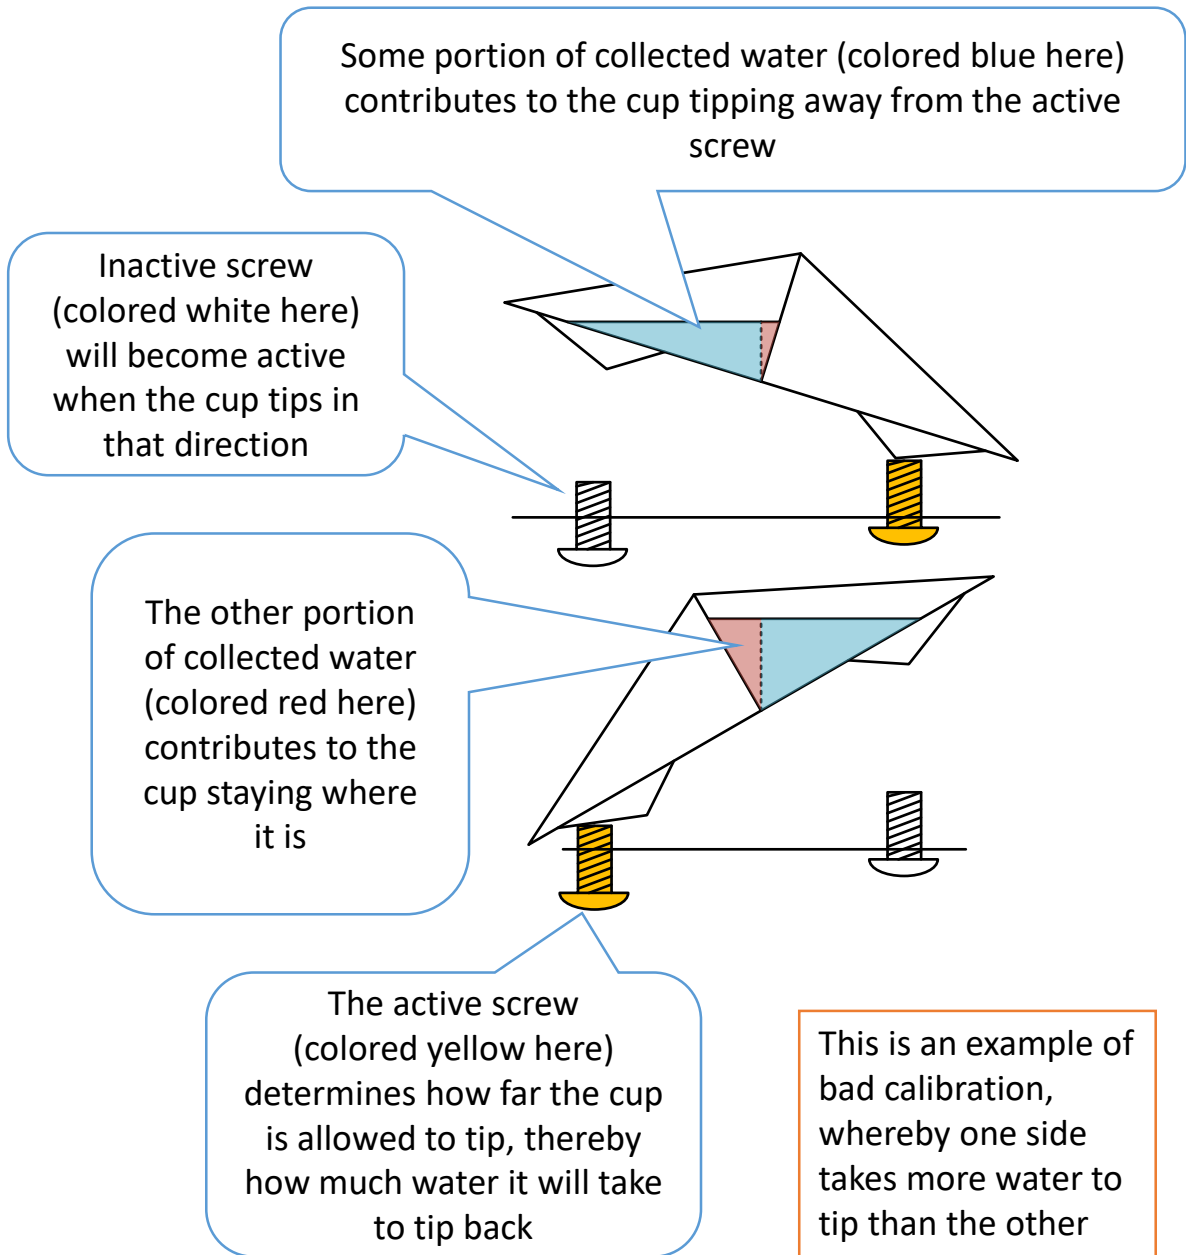 Some portion of collected water (colored blue here)
contributes to the cup tipping away from the active
screw
Inactive screw
(colored white here)
will become active
when the cup tips in
that direction
The other portion
of collected water
(colored red here)
contributes to the
cup staying where
it is
The active screw
(colored yellow here)
determines how far the cup
is allowed to tip, thereby
how much water it will take
to tip back
This is an example of
bad calibration,
whereby one side
takes more water to
tip than the other